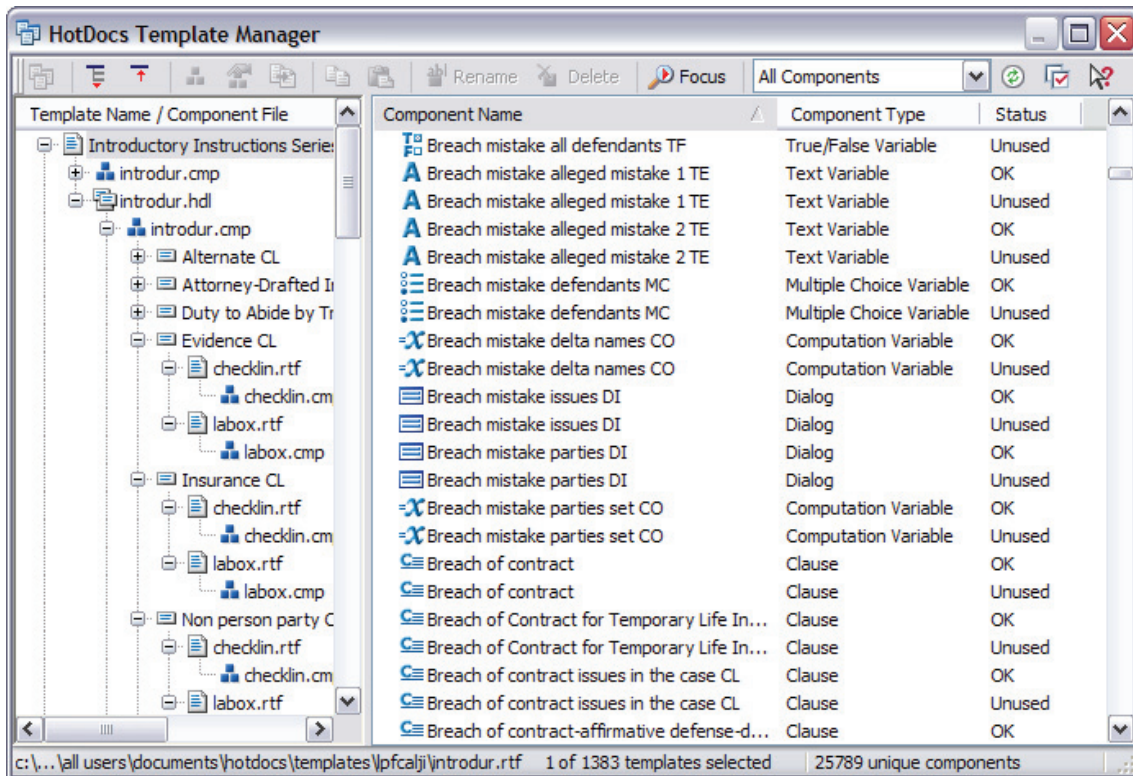 HotDocs Template Manager
Rename Delete Focus All Components
Template Name / Component File
Introductory Instructions Serie
introdur.cmp
introdur.hdl
introdur.cmp
Alternate CL
Attorney-Drafted I
Duty to Abide by Tr
Evidence CL
checklin.rtf
checklin.cm
labox.rtf
labox.cmp
Insurance CL
checklin.rtf
checklin.cm
labox.rtf
labox.cmp
Non person party C
checklin.rtf
checklin.cm
labox.rtf
Component Name Component Type Status
Breach mistake all defendants TF True/False Variable Unused
Breach mistake alleged mistake 1 TE Text Variable OK
Breach mistake alleged mistake 1 TE Text Variable Unused
Breach mistake alleged mistake 2 TE Text Variable OK
Breach mistake alleged mistake 2 TE Text Variable Unused
Breach mistake defendants MC Multiple Choice Variable OK
Breach mistake defendants MC Multiple Choice Variable Unused
Breach mistake delta names CO Computation Variable OK
Breach mistake delta names CO Computation Variable Unused
Breach mistake issues DI Dialog OK
Breach mistake issues DI Dialog Unused
Breach mistake parties DI Dialog OK
Breach mistake parties DI Dialog Unused
Breach mistake parties set CO Computation Variable OK
Breach mistake parties set CO Computation Variable Unused
Breach of contract Clause OK
Breach of contract Clause Unused
Breach of Contract for Temporary Life In... Clause OK
Breach of Contract for Temporary Life In... Clause Unused
Breach of contract issues in the case CL Clause OK
Breach of contract issues in the case CL Clause Unused
Breach of contract-affirmative defense-d... Clause OK
c:\...\all users\documents\hotdocs\templates\lpfcalji\introdur.rtf 1 of 1383 templates selected 25789 unique components